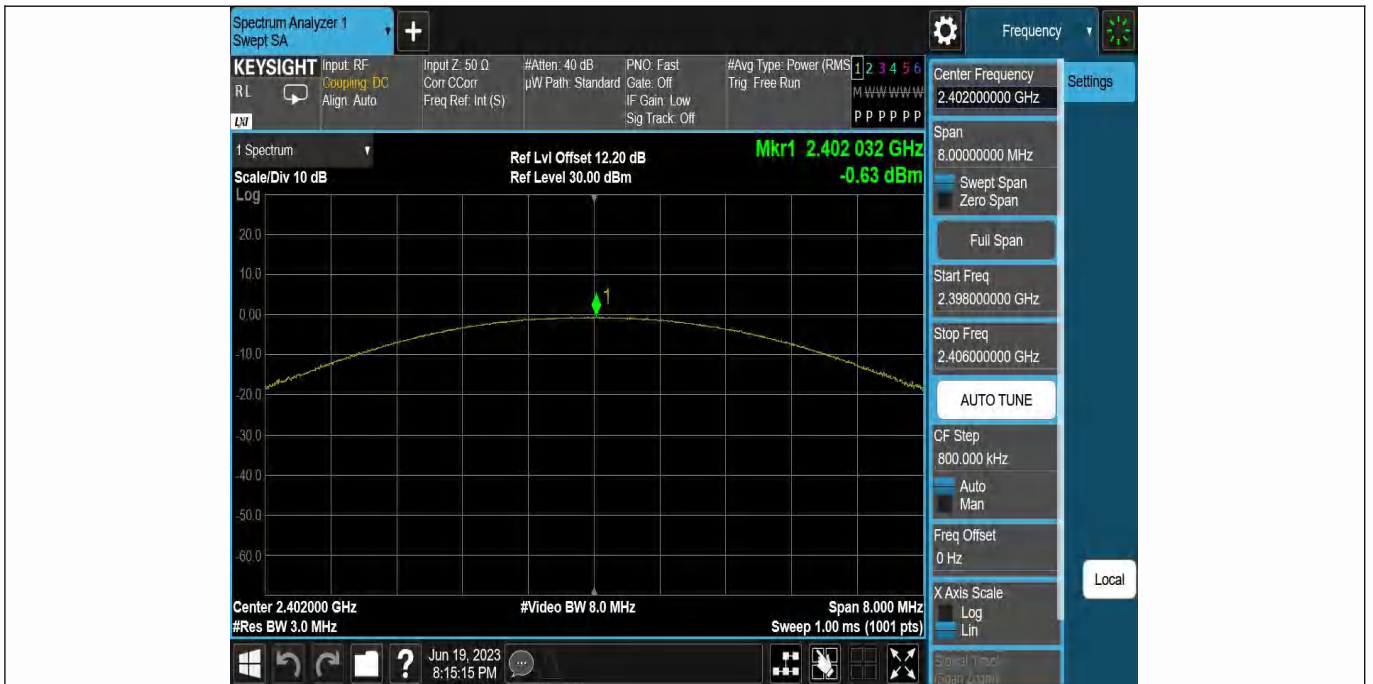 Spectrum Analyzer 1
Swept SA
+
Frequency
KEYSIGHT
RL
LXI
Input: RF
Coupling: DC
Align: Auto
Input Z: 50 Ω
Corr CCorr
Freq Ref: Int (S)
#Atten: 40 dB
µW Path: Standard
PNO: Fast
Gate: Off
IF Gain: Low
Sig Track: Off
#Avg Type: Power (RMS
Trig: Free Run
1 2 3 4 5 6
M W W W W W
P P P P P P
1 Spectrum
Scale/Div 10 dB
Log
Ref Lvl Offset 12.20 dB
Ref Level 30.00 dBm
Mkr1 2.402 032 GHz
-0.63 dBm
20.0
10.0
0.00
-10.0
-20.0
-30.0
-40.0
-50.0
-60.0
1
Center 2.402000 GHz
#Res BW 3.0 MHz
#Video BW 8.0 MHz
Span 8.000 MHz
Sweep 1.00 ms (1001 pts)
Center Frequency
2.402000000 GHz
Settings
Span
8.00000000 MHz
Swept Span
Zero Span
Full Span
Start Freq
2.398000000 GHz
Stop Freq
2.406000000 GHz
AUTO TUNE
CF Step
800.000 kHz
Auto
Man
Freq Offset
0 Hz
X Axis Scale
Log
Lin
Signal Track
(Span Zoom)
Local
?
Jun 19, 2023
8:15:15 PM